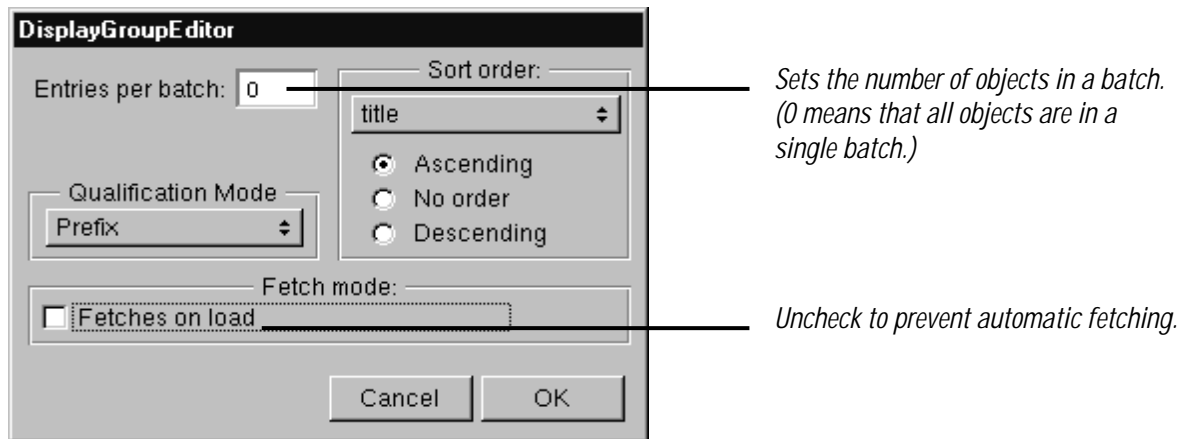 DisplayGroupEditor
Entries per batch: 0
Sort order:
title
Ascending
No order
Descending
Qualification Mode
Prefix
Fetch mode:
Fetches on load
Cancel
OK
Sets the number of objects in a batch.
(0 means that all objects are in a
single batch.)
Uncheck to prevent automatic fetching.